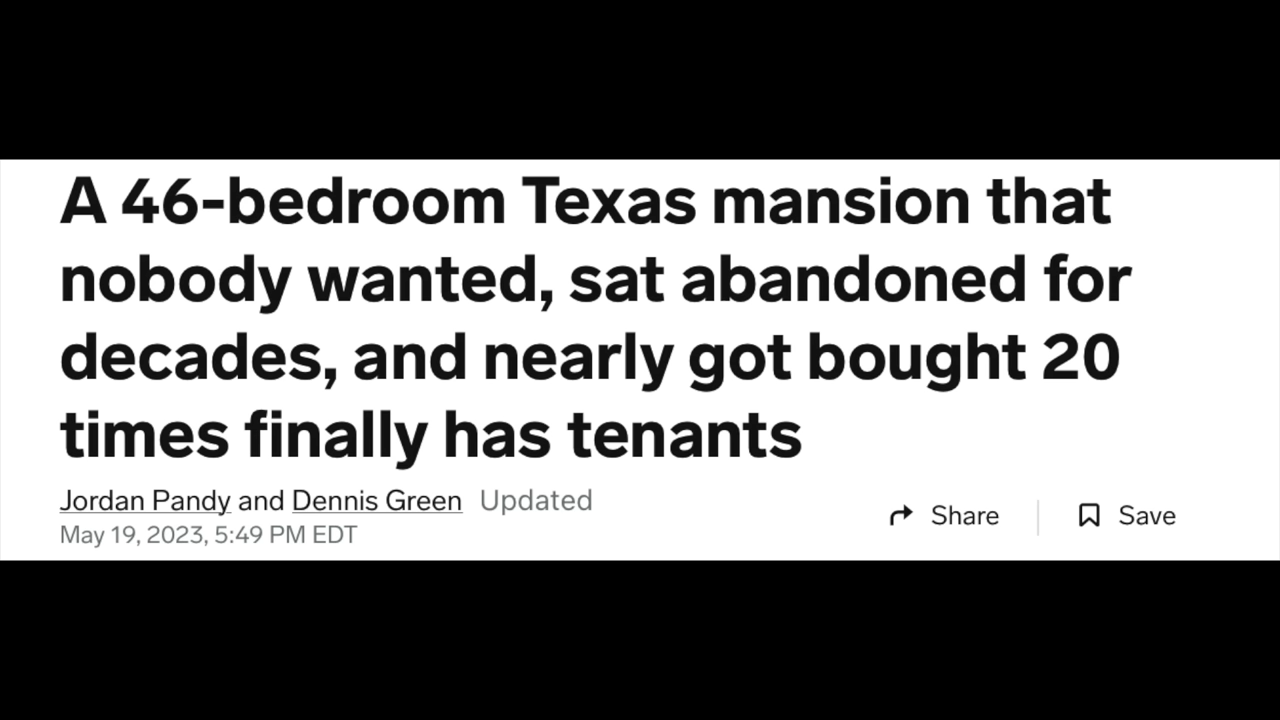 A 46-bedroom Texas mansion that
nobody wanted, sat abandoned for
decades, and nearly got bought 20
times finally has tenants
Jordan Pandy and Dennis Green Updated
May 19, 2023, 5:49 PM EDT
Share
Save